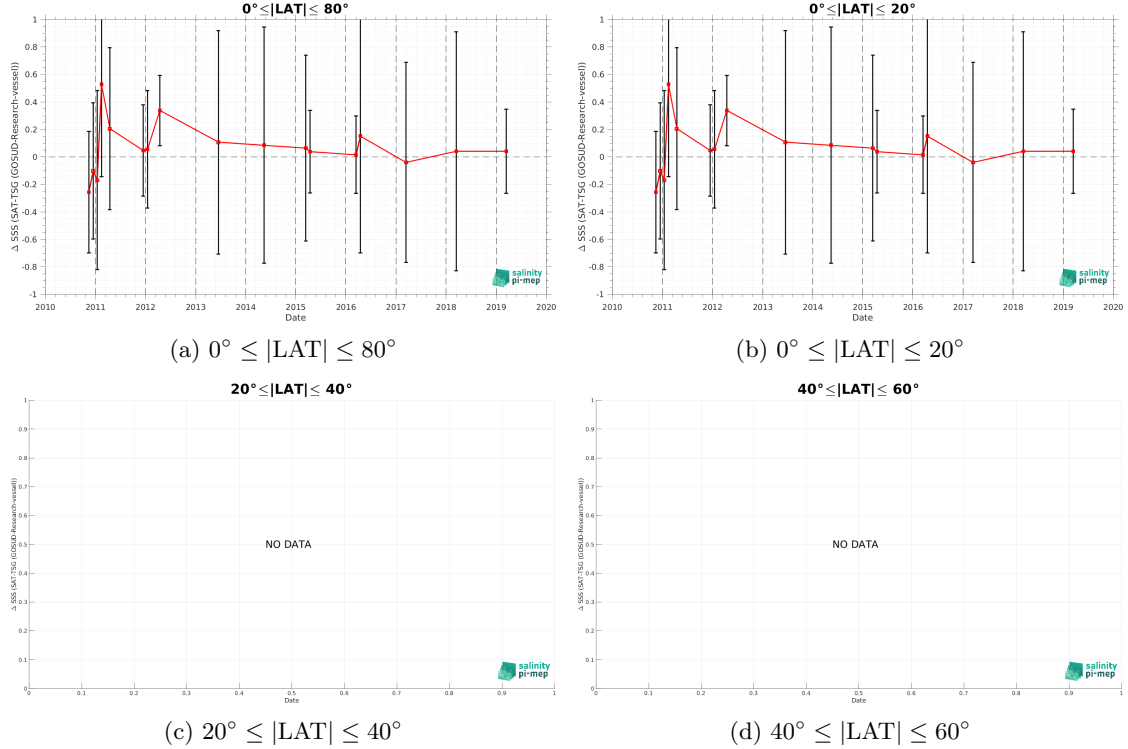 0°≤|LAT|≤ 80°
Δ SSS (SAT-TSG (GOSUD-Research-vessel))
1
0.8
0.6
0.4
0.2
0
-0.2
-0.4
-0.6
-0.8
-1
2010 2011 2012 2013 2014 2015 2016 2017 2018 2019 2020
Date
salinity
pi-mep
(a) 0° ≤ |LAT| ≤ 80°
0°≤|LAT|≤ 20°
Δ SSS (SAT-TSG (GOSUD-Research-vessel))
1
0.8
0.6
0.4
0.2
0
-0.2
-0.4
-0.6
-0.8
-1
2010 2011 2012 2013 2014 2015 2016 2017 2018 2019 2020
Date
salinity
pi-mep
(b) 0° ≤ |LAT| ≤ 20°
20°≤|LAT|≤ 40°
Δ SSS (SAT-TSG (GOSUD-Research-vessel))
1
0.9
0.8
0.7
0.6
0.5
0.4
0.3
0.2
0.1
0
NO DATA
0 0.1 0.2 0.3 0.4 0.5 0.6 0.7 0.8 0.9 1
Date
salinity
pi-mep
(c) 20° ≤ |LAT| ≤ 40°
40°≤|LAT|≤ 60°
Δ SSS (SAT-TSG (GOSUD-Research-vessel))
1
0.9
0.8
0.7
0.6
0.5
0.4
0.3
0.2
0.1
0
NO DATA
0 0.1 0.2 0.3 0.4 0.5 0.6 0.7 0.8 0.9 1
Date
salinity
pi-mep
(d) 40° ≤ |LAT| ≤ 60°